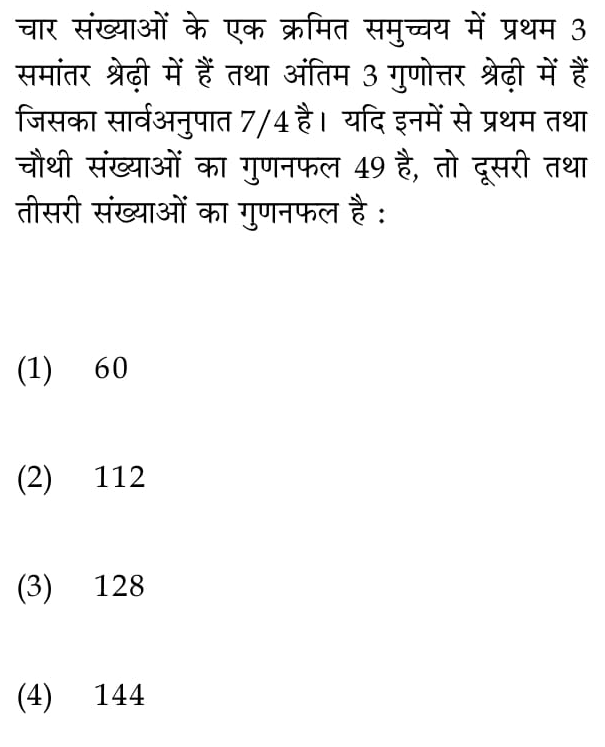 चार संख्याओं के एक क्रमित समुच्चय में प्रथम 3
समांतर श्रेढ़ी में हैं तथा अंतिम 3 गुणोत्तर श्रेढ़ी में हैं
जिसका सार्वअनुपात 7/4 है। यदि इनमें से प्रथम तथा
चौथी संख्याओं का गुणनफल 49 है, तो दूसरी तथा
तीसरी संख्याओं का गुणनफल है :
(1) 60
(2) 112
(3) 128
(4) 144